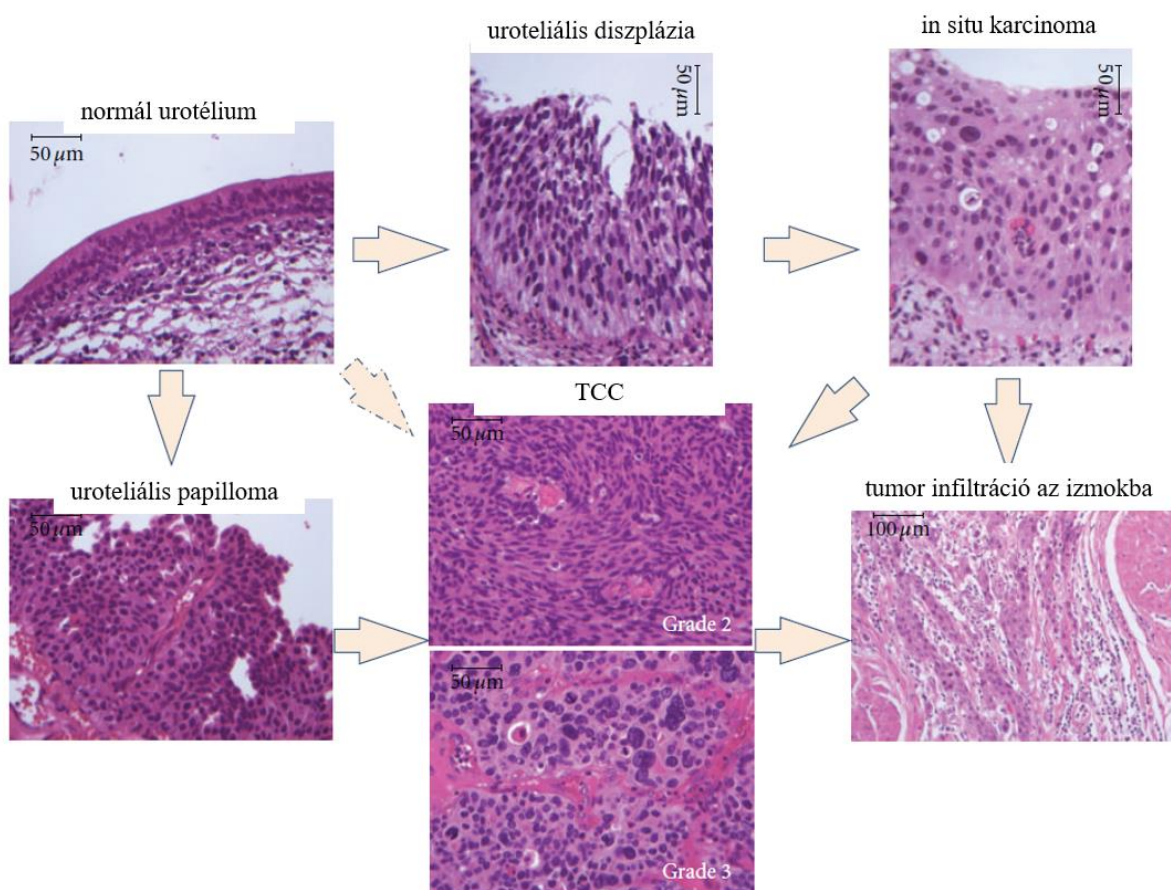 uroteliális diszplázia
in situ karcinoma
normál urotélium
50 µm
50 µm
50 µm
TCC
50 µm
Grade 2
50 µm
Grade 3
uroteliális papilloma
50 µm
tumor infiltráció az izmokba
100 µm